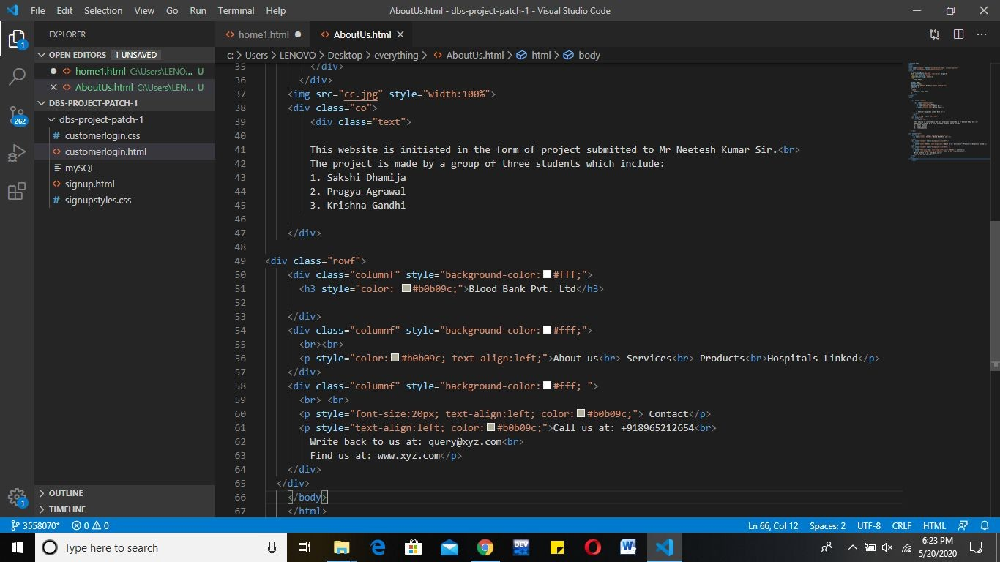 File Edit Selection View Go Run Terminal Help AboutUs.html - dbs-project-patch-1 - Visual Studio Code
EXPLORER
home1.html AboutUs.html
OPEN EDITORS 1 UNSAVED
c: > Users > LENOVO > Desktop > everything > AboutUs.html > html > body
home1.html C:\Users\LENO... U
AboutUs.html C:\Users\LEN... U
DBS-PROJECT-PATCH-1
dbs-project-patch-1
customerlogin.css
customerlogin.html
mySQL
signup.html
signupstyles.css
OUTLINE
TIMELINE
1
262
1
35 </div>
36 </div>
37 <img src="cc.jpg" style="width:100%">
38 <div class="co">
39 <div class="text">
40
41 This website is initiated in the form of project submitted to Mr Neetesh Kumar Sir.<br>
42 The project is made by a group of three students which include:
43 1. Sakshi Dhamija
44 2. Pragya Agrawal
45 3. Krishna Gandhi
46
47 </div>
48
49 <div class="rowf">
50 <div class="columnf" style="background-color:#fff;">
51 <h3 style="color: #b0b09c;">Blood Bank Pvt. Ltd</h3>
52
53 </div>
54 <div class="columnf" style="background-color:#fff;">
55 <br><br>
56 <p style="color:#b0b09c; text-align:left;">About us<br> Services<br> Products<br>Hospitals Linked</p>
57 </div>
58 <div class="columnf" style="background-color:#fff; ">
59 <br> <br>
60 <p style="font-size:20px; text-align:left; color:#b0b09c;"> Contact</p>
61 <p style="text-align:left; color:#b0b09c;">Call us at: +918965212654<br>
62 Write back to us at: query@xyz.com<br>
63 Find us at: www.xyz.com</p>
64 </div>
65 </div>
66 </body>
67 </html>
3558070* 0 0 Ln 66, Col 12 Spaces: 2 UTF-8 CRLF HTML
Type here to search
DEV
W
6:23 PM
5/20/2020